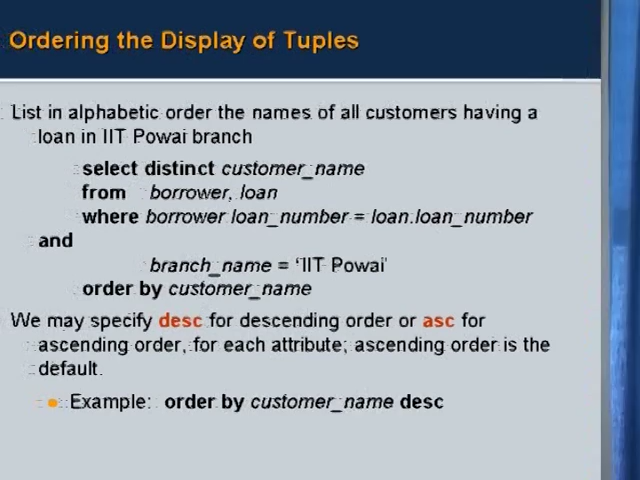 Ordering the Display of Tuples
List in alphabetic order the names of all customers having a
loan in IIT Powai branch
select distinct customer_name
from borrower, loan
where borrower loan_number = loan.loan_number
and
branch_name = ‘IIT Powai’
order by customer_name
We may specify desc for descending order or asc for
ascending order, for each attribute; ascending order is the
default.
Example: order by customer_name desc